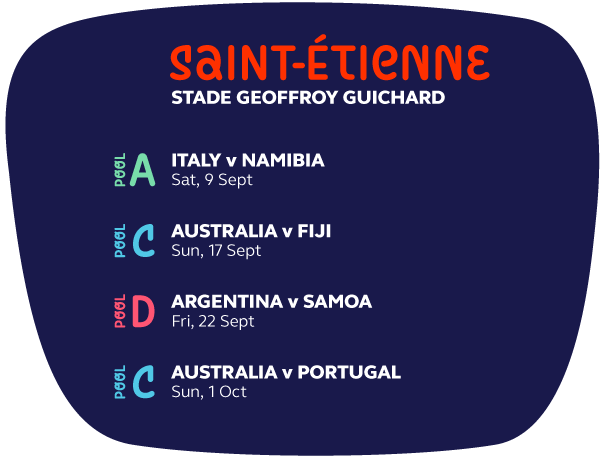 SAINT-ÉTIENNE
STADE GEOFFROY GUICHARD
POOL A
ITALY v NAMIBIA
Sat, 9 Sept
POOL C
AUSTRALIA v FIJI
Sun, 17 Sept
POOL D
ARGENTINA v SAMOA
Fri, 22 Sept
POOL C
AUSTRALIA v PORTUGAL
Sun, 1 Oct